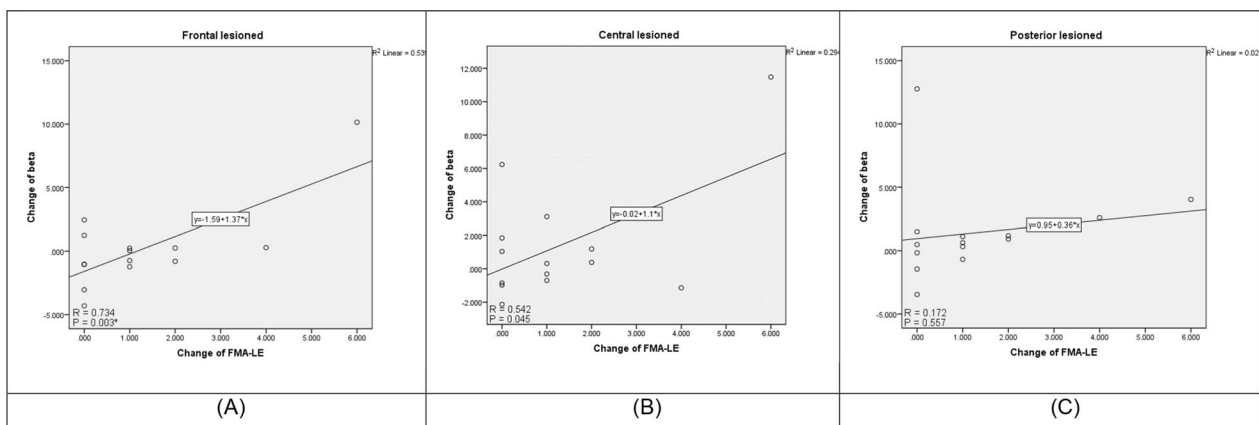 Frontal lesioned
R² Linear = 0.539
15.000
10.000
5.000
.000
-5.000
Change of beta
y=-1.59+1.37*x
R = 0.734
P = 0.003*
.000 1.000 2.000 3.000 4.000 5.000 6.000
Change of FMA-LE
(A)
Central lesioned
R² Linear = 0.294
12.000
10.000
8.000
6.000
4.000
2.000
.000
-2.000
Change of beta
y=-0.02+1.1*x
R = 0.542
P = 0.045
.000 1.000 2.000 3.000 4.000 5.000 6.000
Change of FMA-LE
(B)
Posterior lesioned
R² Linear = 0.02
15.000
10.000
5.000
.000
-5.000
Change of beta
y=0.95+0.36*x
R = 0.172
P = 0.557
.000 1.000 2.000 3.000 4.000 5.000 6.000
Change of FMA-LE
(C)